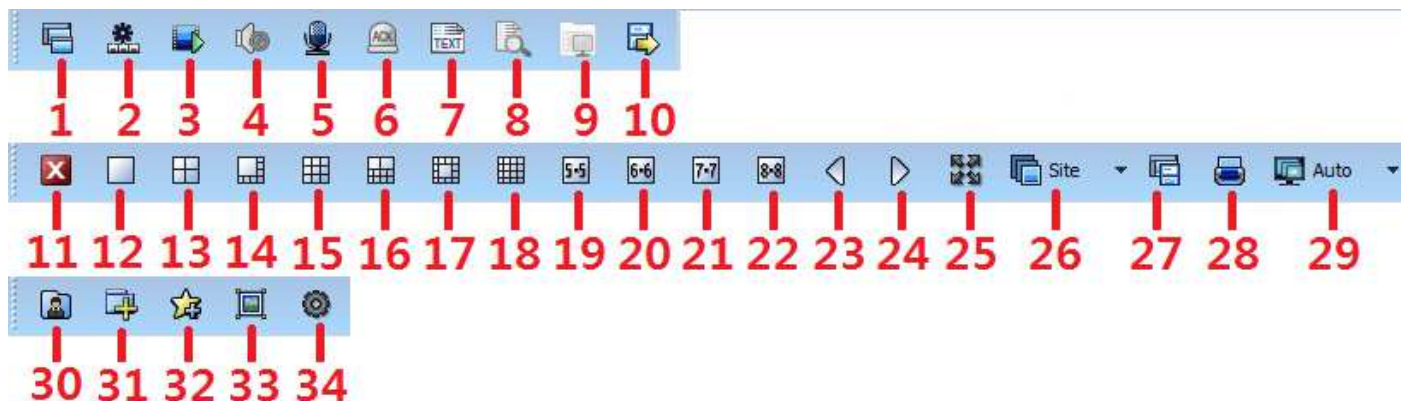 ACK TEXT
1 2 3 4 5 6 7 8 9 10
5•5 6•6 7•7 8•8 Site Auto
11 12 13 14 15 16 17 18 19 20 21 22 23 24 25 26 27 28 29
30 31 32 33 34